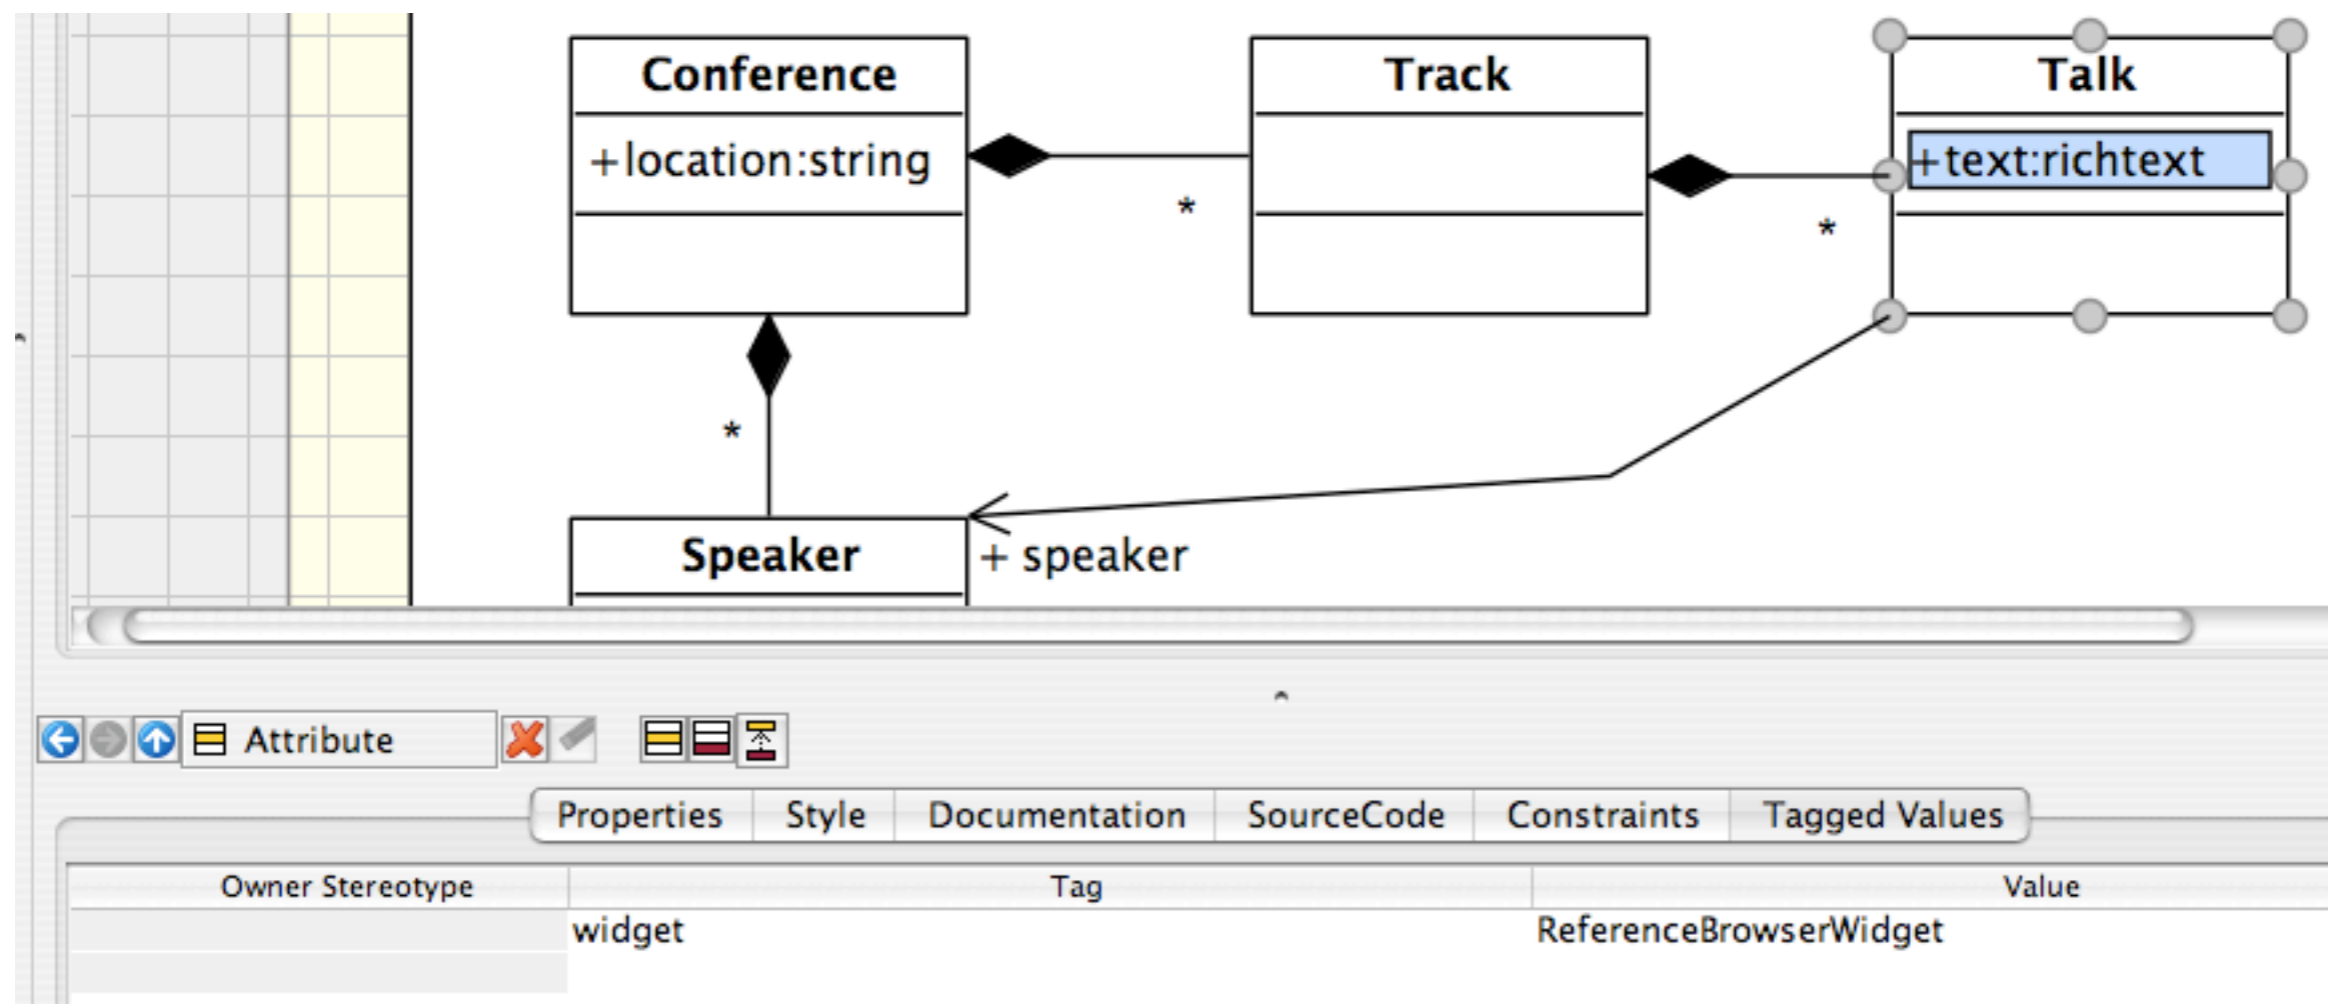 Conference
Track
Talk
+location:string
+text:richtext
*
*
*
Speaker
+ speaker
Attribute
Properties
Style
Documentation
SourceCode
Constraints
Tagged Values
Owner Stereotype
Tag
Value
widget
ReferenceBrowserWidget